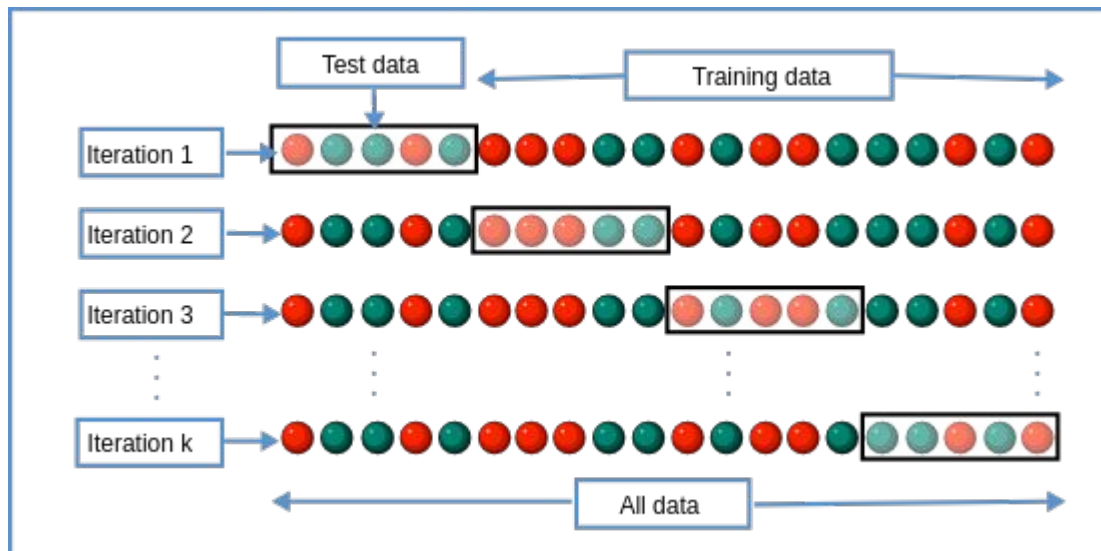 Test data
Training data
Iteration 1
Iteration 2
Iteration 3
Iteration k
All data